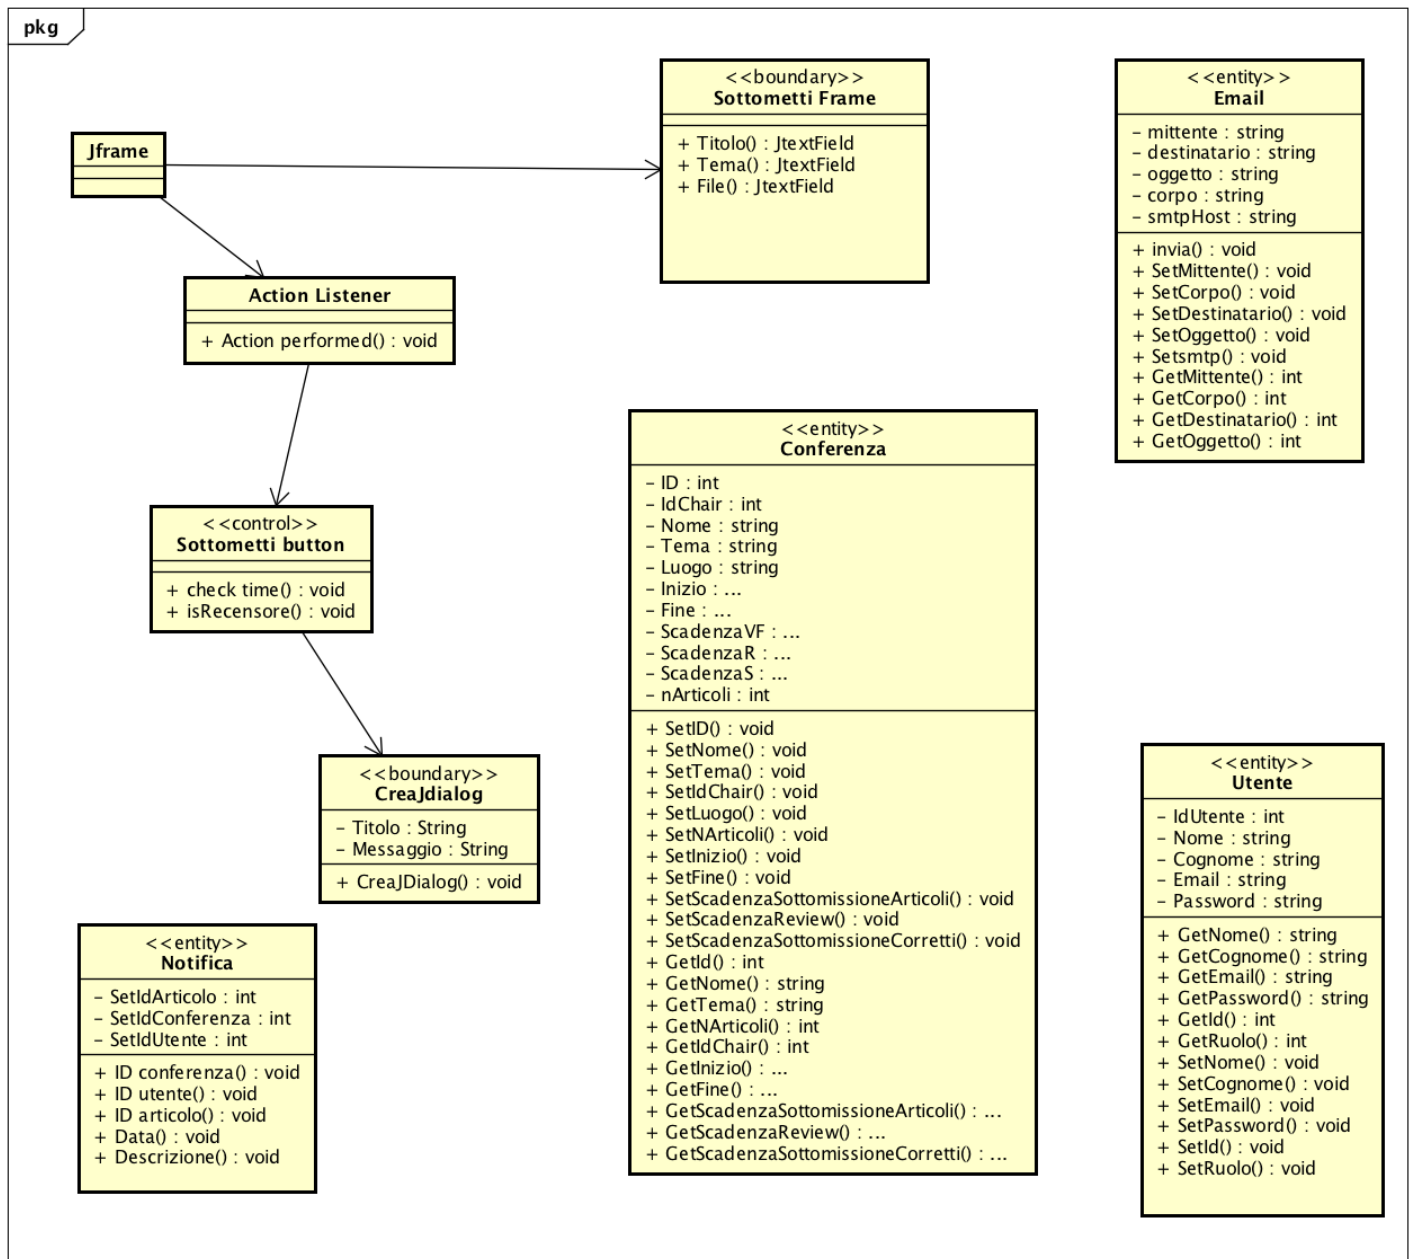 pkg
Jframe
<<boundary>>
Sottometti Frame
+ Titolo() : JtextField
+ Tema() : JtextField
+ File() : JtextField
<<entity>>
Email
– mittente : string
– destinatario : string
– oggetto : string
– corpo : string
– smtpHost : string
+ invia() : void
+ SetMittente() : void
+ SetCorpo() : void
+ SetDestinatario() : void
+ SetOggetto() : void
+ Setsmtp() : void
+ GetMittente() : int
+ GetCorpo() : int
+ GetDestinatario() : int
+ GetOggetto() : int
Action Listener
+ Action performed() : void
<<control>>
Sottometti button
+ check time() : void
+ isRecensore() : void
<<entity>>
Conferenza
– ID : int
– IdChair : int
– Nome : string
– Tema : string
– Luogo : string
– Inizio : ...
– Fine : ...
– ScadenzaVF : ...
– ScadenzaR : ...
– ScadenzaS : ...
– nArticoli : int
+ SetID() : void
+ SetNome() : void
+ SetTema() : void
+ SetIdChair() : void
+ SetLuogo() : void
+ SetNArticoli() : void
+ SetInizio() : void
+ SetFine() : void
+ SetScadenzaSottomissioneArticoli() : void
+ SetScadenzaReview() : void
+ SetScadenzaSottomissioneCorretti() : void
+ GetId() : int
+ GetNome() : string
+ GetTema() : string
+ GetNArticoli() : int
+ GetIdChair() : int
+ GetInizio() : ...
+ GetFine() : ...
+ GetScadenzaSottomissioneArticoli() : ...
+ GetScadenzaReview() : ...
+ GetScadenzaSottomissioneCorretti() : ...
<<boundary>>
CreaJdialog
– Titolo : String
– Messaggio : String
+ CreaJDialog() : void
<<entity>>
Notifica
– SetIdArticolo : int
– SetIdConferenza : int
– SetIdUtente : int
+ ID conferenza() : void
+ ID utente() : void
+ ID articolo() : void
+ Data() : void
+ Descrizione() : void
<<entity>>
Utente
– IdUtente : int
– Nome : string
– Cognome : string
– Email : string
– Password : string
+ GetNome() : string
+ GetCognome() : string
+ GetEmail() : string
+ GetPassword() : string
+ GetId() : int
+ GetRuolo() : int
+ SetNome() : void
+ SetCognome() : void
+ SetEmail() : void
+ SetPassword() : void
+ SetId() : void
+ SetRuolo() : void